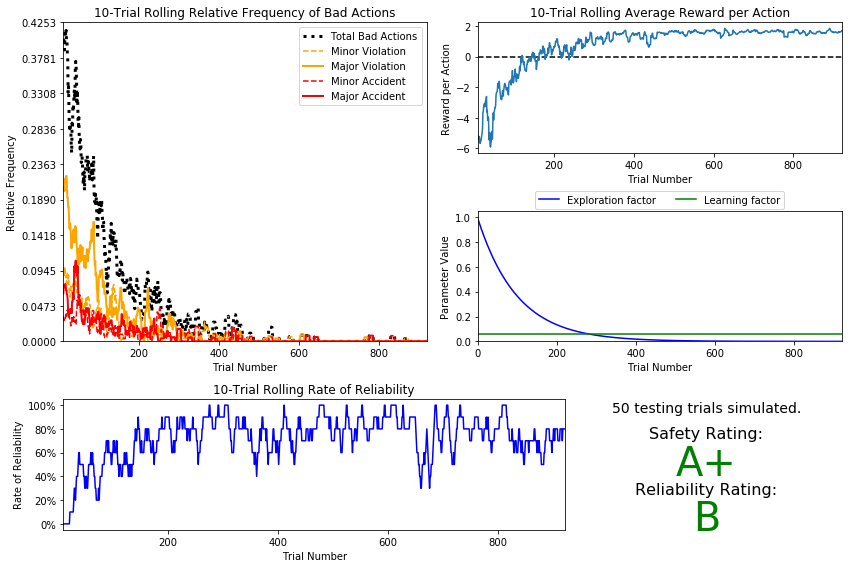 10-Trial Rolling Relative Frequency of Bad Actions
0.4253
0.3781
0.3308
0.2836
0.2363
0.1890
0.1418
0.0945
0.0473
0.0000
Relative Frequency
Total Bad Actions
Minor Violation
Major Violation
Minor Accident
Major Accident
200 400 600 800
Trial Number
10-Trial Rolling Average Reward per Action
2
0
−2
−4
−6
Reward per Action
200 400 600 800
Trial Number
Exploration factor Learning factor
1.0
0.8
0.6
0.4
0.2
0.0
Parameter Value
0 200 400 600 800
Trial Number
10-Trial Rolling Rate of Reliability
100%
80%
60%
40%
20%
0%
Rate of Reliability
200 400 600 800
Trial Number
50 testing trials simulated.
Safety Rating:
A+
Reliability Rating:
B